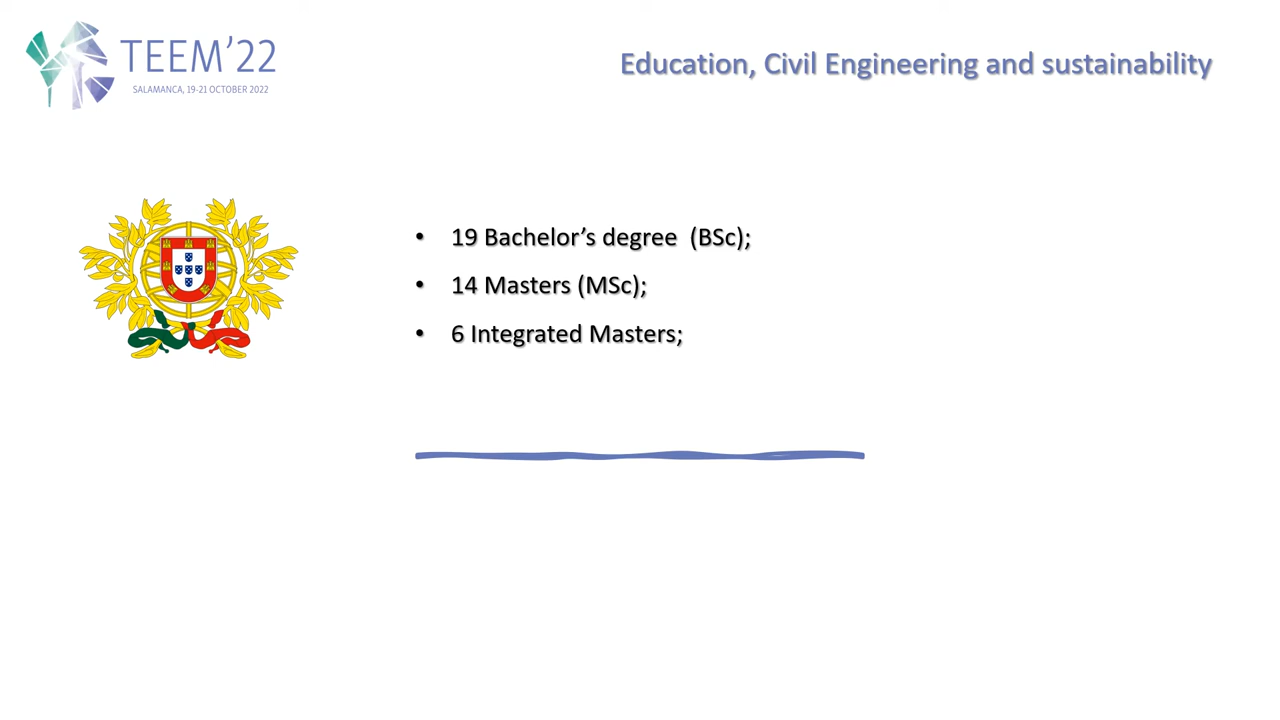 TEEM’22
SALAMANCA, 19-21 OCTOBER 2022
Education, Civil Engineering and sustainability
• 19 Bachelor’s degree  (BSc);
• 14 Masters (MSc);
• 6 Integrated Masters;